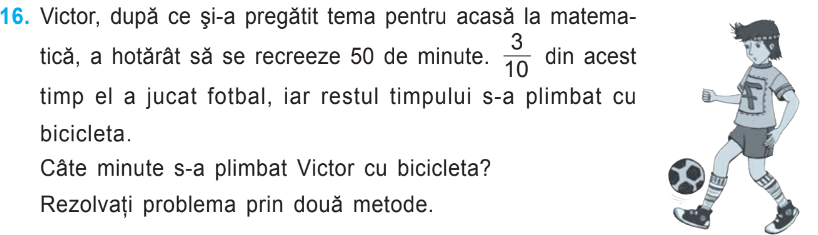 16. Victor, după ce şi-a pregătit tema pentru acasă la matema-
tică, a hotărât să se recreeze 50 de minute. 3/10 din acest
timp el a jucat fotbal, iar restul timpului s-a plimbat cu
bicicleta.
Câte minute s-a plimbat Victor cu bicicleta?
Rezolvați problema prin două metode.
F